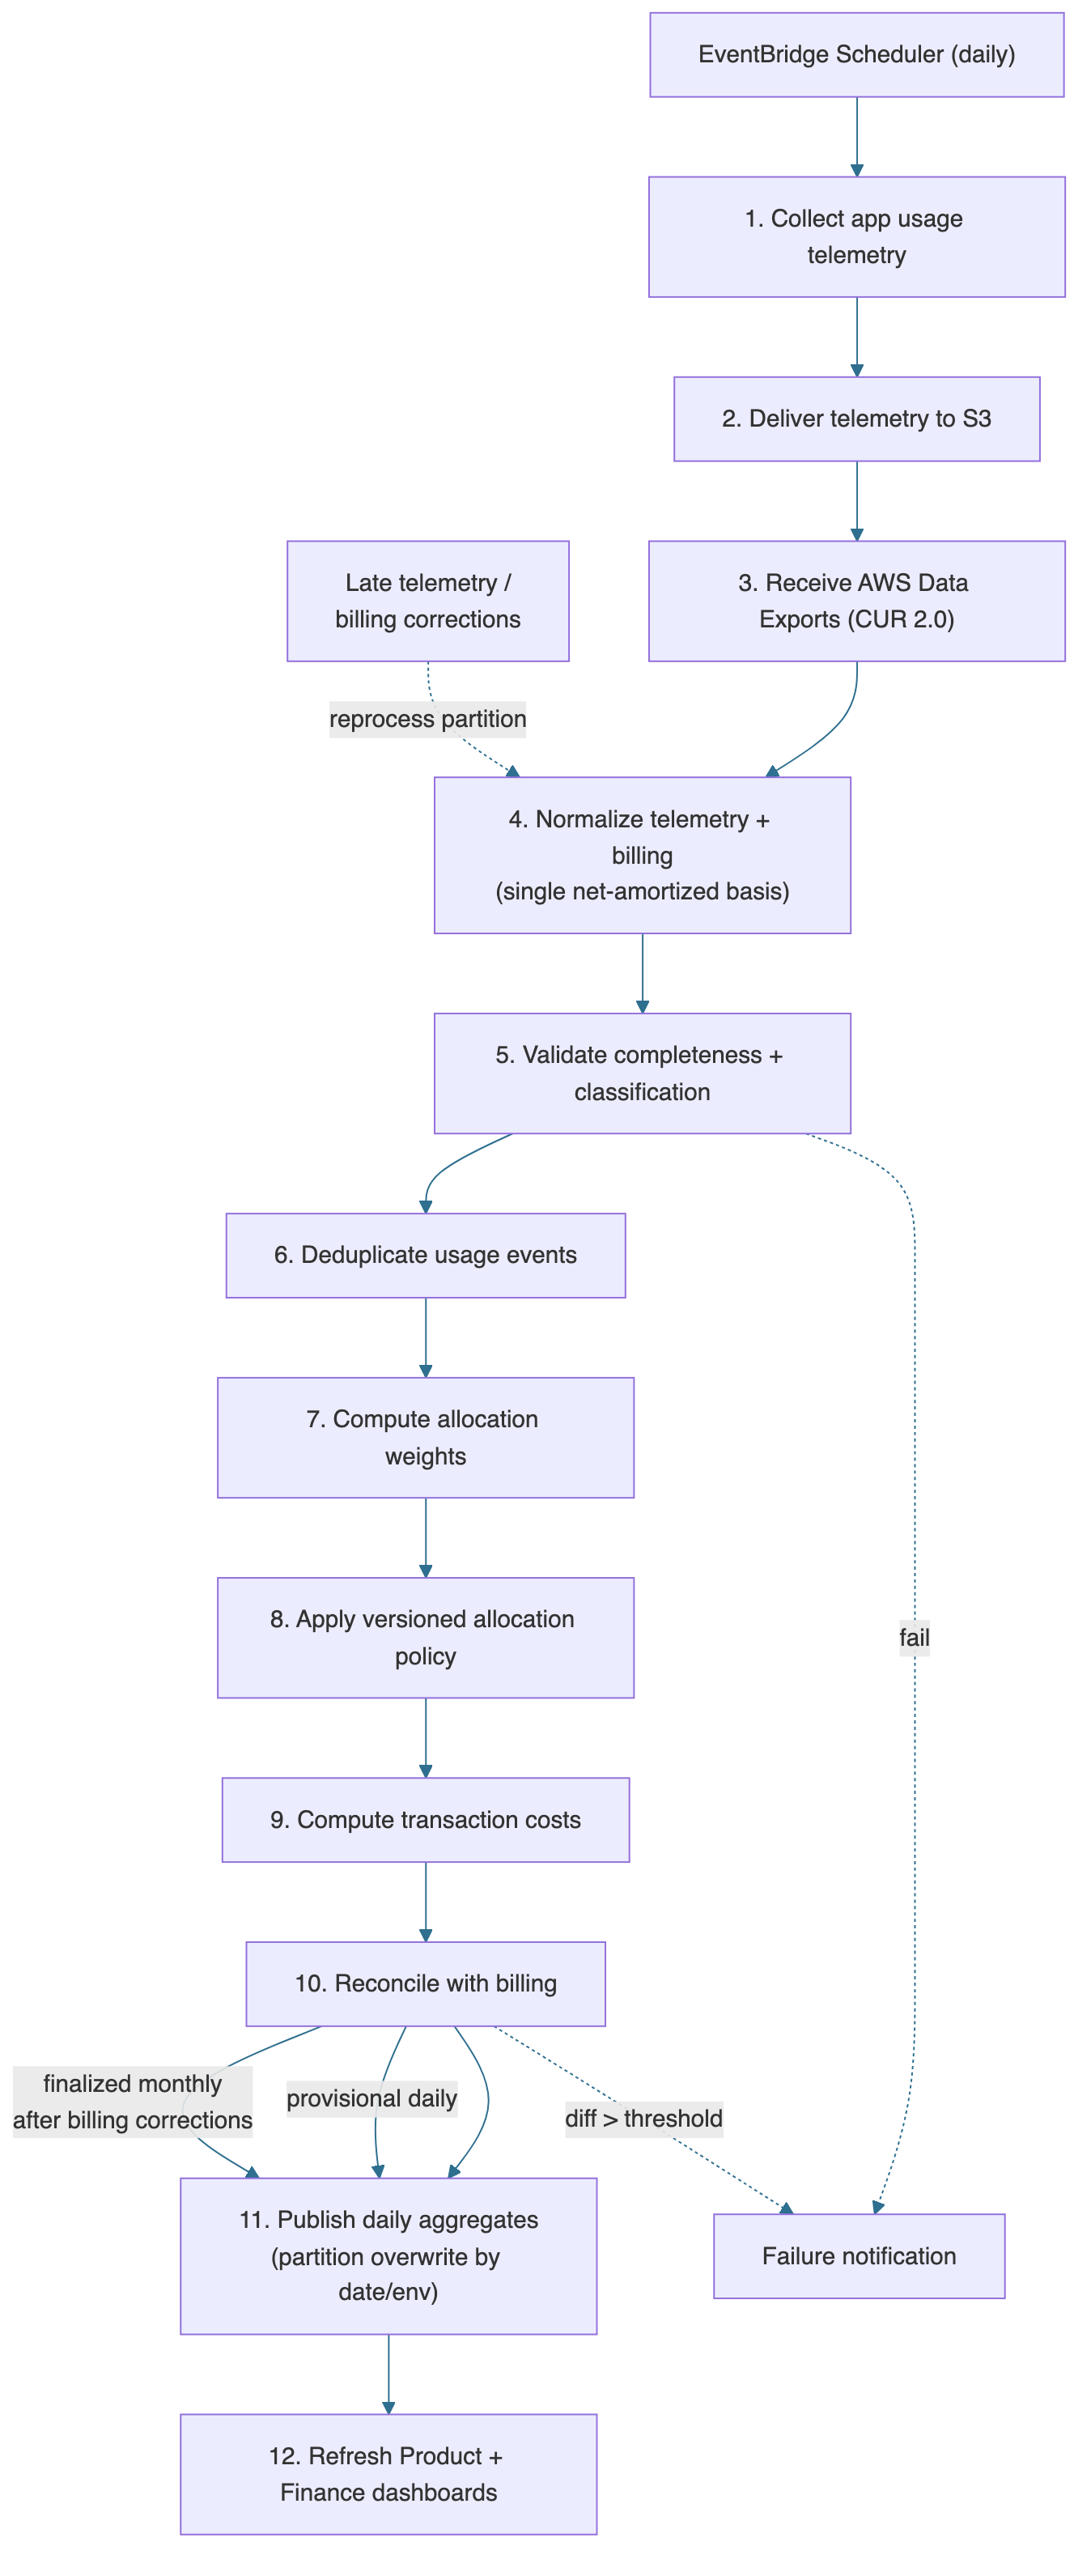 EventBridge Scheduler (daily)
1. Collect app usage
telemetry
2. Deliver telemetry to S3
Late telemetry /
billing corrections
3. Receive AWS Data
Exports (CUR 2.0)
reprocess partition
4. Normalize telemetry +
billing
(single net-amortized basis)
5. Validate completeness +
classification
6. Deduplicate usage events
7. Compute allocation
weights
8. Apply versioned allocation
policy
fail
9. Compute transaction costs
10. Reconcile with billing
finalized monthly
after billing corrections
provisional daily
diff > threshold
11. Publish daily aggregates
(partition overwrite by
date/env)
Failure notification
12. Refresh Product +
Finance dashboards